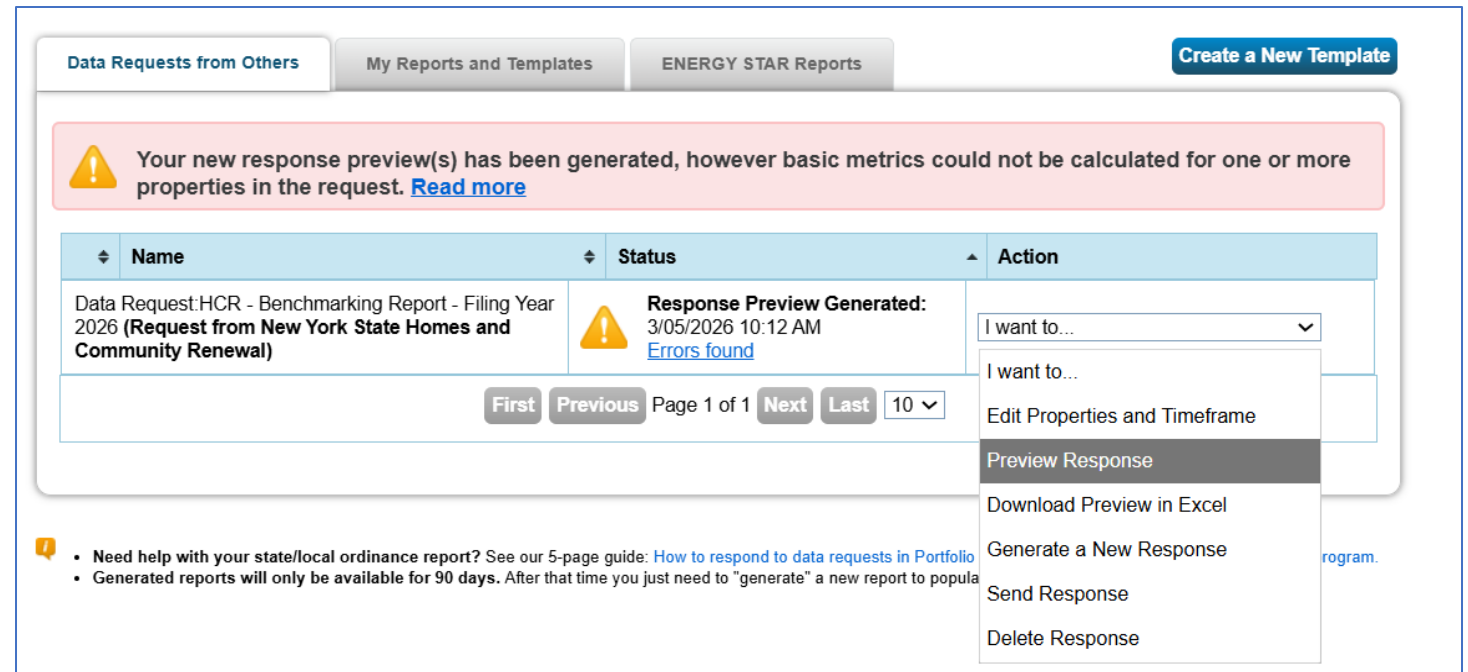 Data Requests from Others
My Reports and Templates
ENERGY STAR Reports
Create a New Template
Your new response preview(s) has been generated, however basic metrics could not be calculated for one or more
properties in the request. Read more
Name
Status
Action
Data Request:HCR - Benchmarking Report - Filing Year
2026 (Request from New York State Homes and
Community Renewal)
Response Preview Generated:
3/05/2026 10:12 AM
Errors found
I want to...
I want to...
Edit Properties and Timeframe
Preview Response
Download Preview in Excel
Generate a New Response
Send Response
Delete Response
First Previous Page 1 of 1 Next Last 10
• Need help with your state/local ordinance report? See our 5-page guide: How to respond to data requests in Portfolio rogram.
• Generated reports will only be available for 90 days. After that time you just need to "generate" a new report to popula